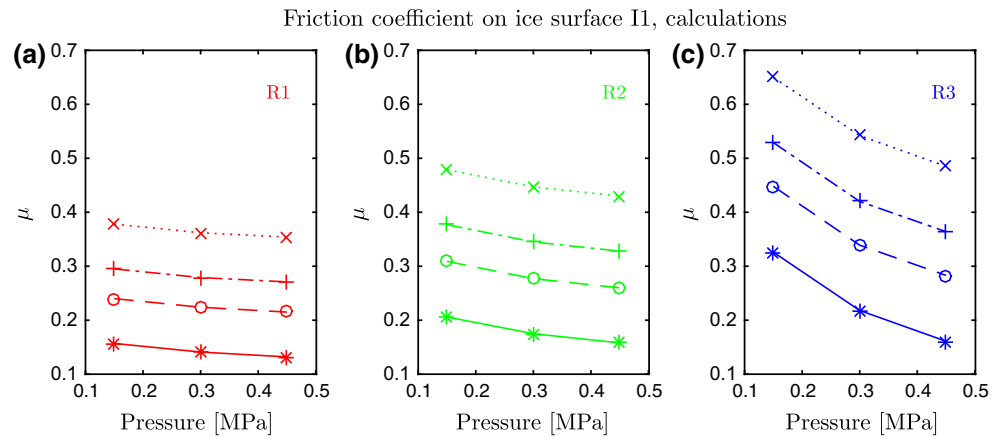 Friction coefficient on ice surface I1, calculations
(a)
0.7
0.6
0.5
0.4
0.3
0.2
0.1
μ
R1
0.1 0.2 0.3 0.4 0.5
Pressure [MPa]
(b)
0.7
0.6
0.5
0.4
0.3
0.2
0.1
μ
R2
0.1 0.2 0.3 0.4 0.5
Pressure [MPa]
(c)
0.7
0.6
0.5
0.4
0.3
0.2
0.1
μ
R3
0.1 0.2 0.3 0.4 0.5
Pressure [MPa]